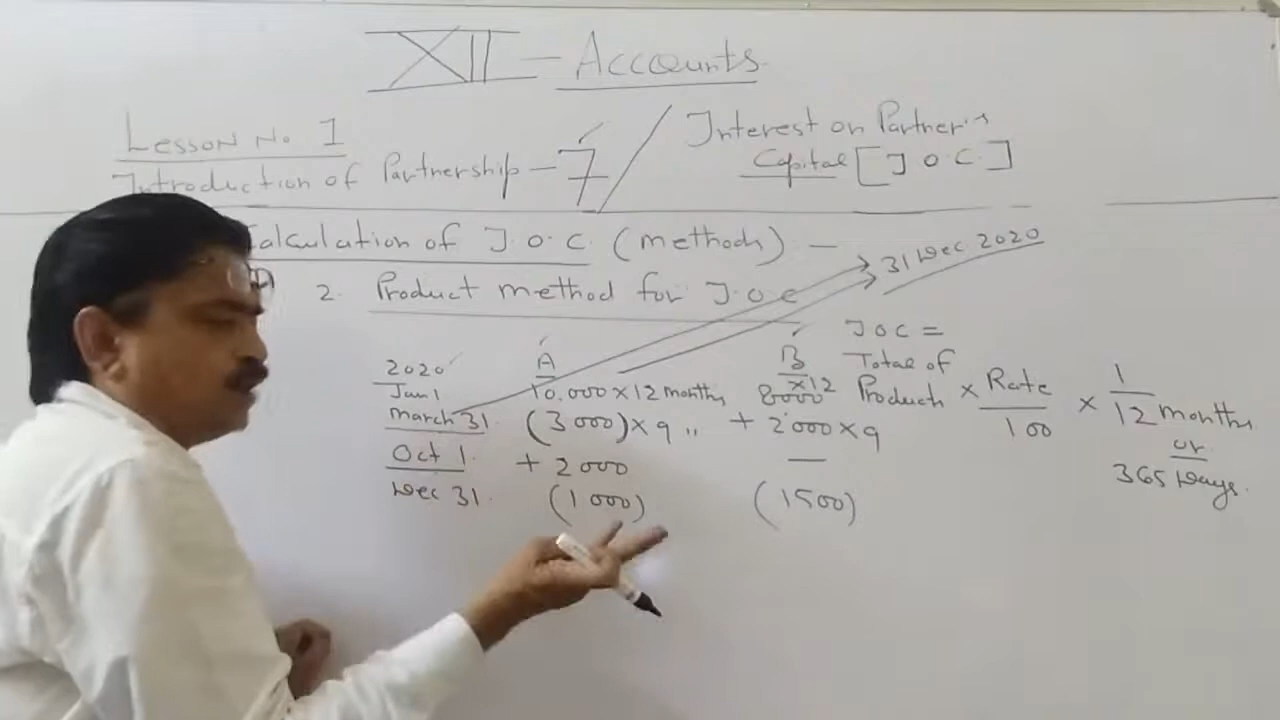 XII - Accounts
Lesson No. 1
Introduction of Partnership - 7 / Interest on Partner's
Capital [I.O.C.]
Calculation of I.O.C. (methods) -
31 Dec 2020
2. Product method for I.O.C
IOC =
2020 A B Total of
Jan 1 10,000 × 12 months 8000 × 12 Product × Rate / 100 × 1 / 12 months
March 31 (3000) × 9 ,, + 2000 × 9
or
Oct 1. + 2000 —
365 Days.
Dec 31. (1000) (1500)